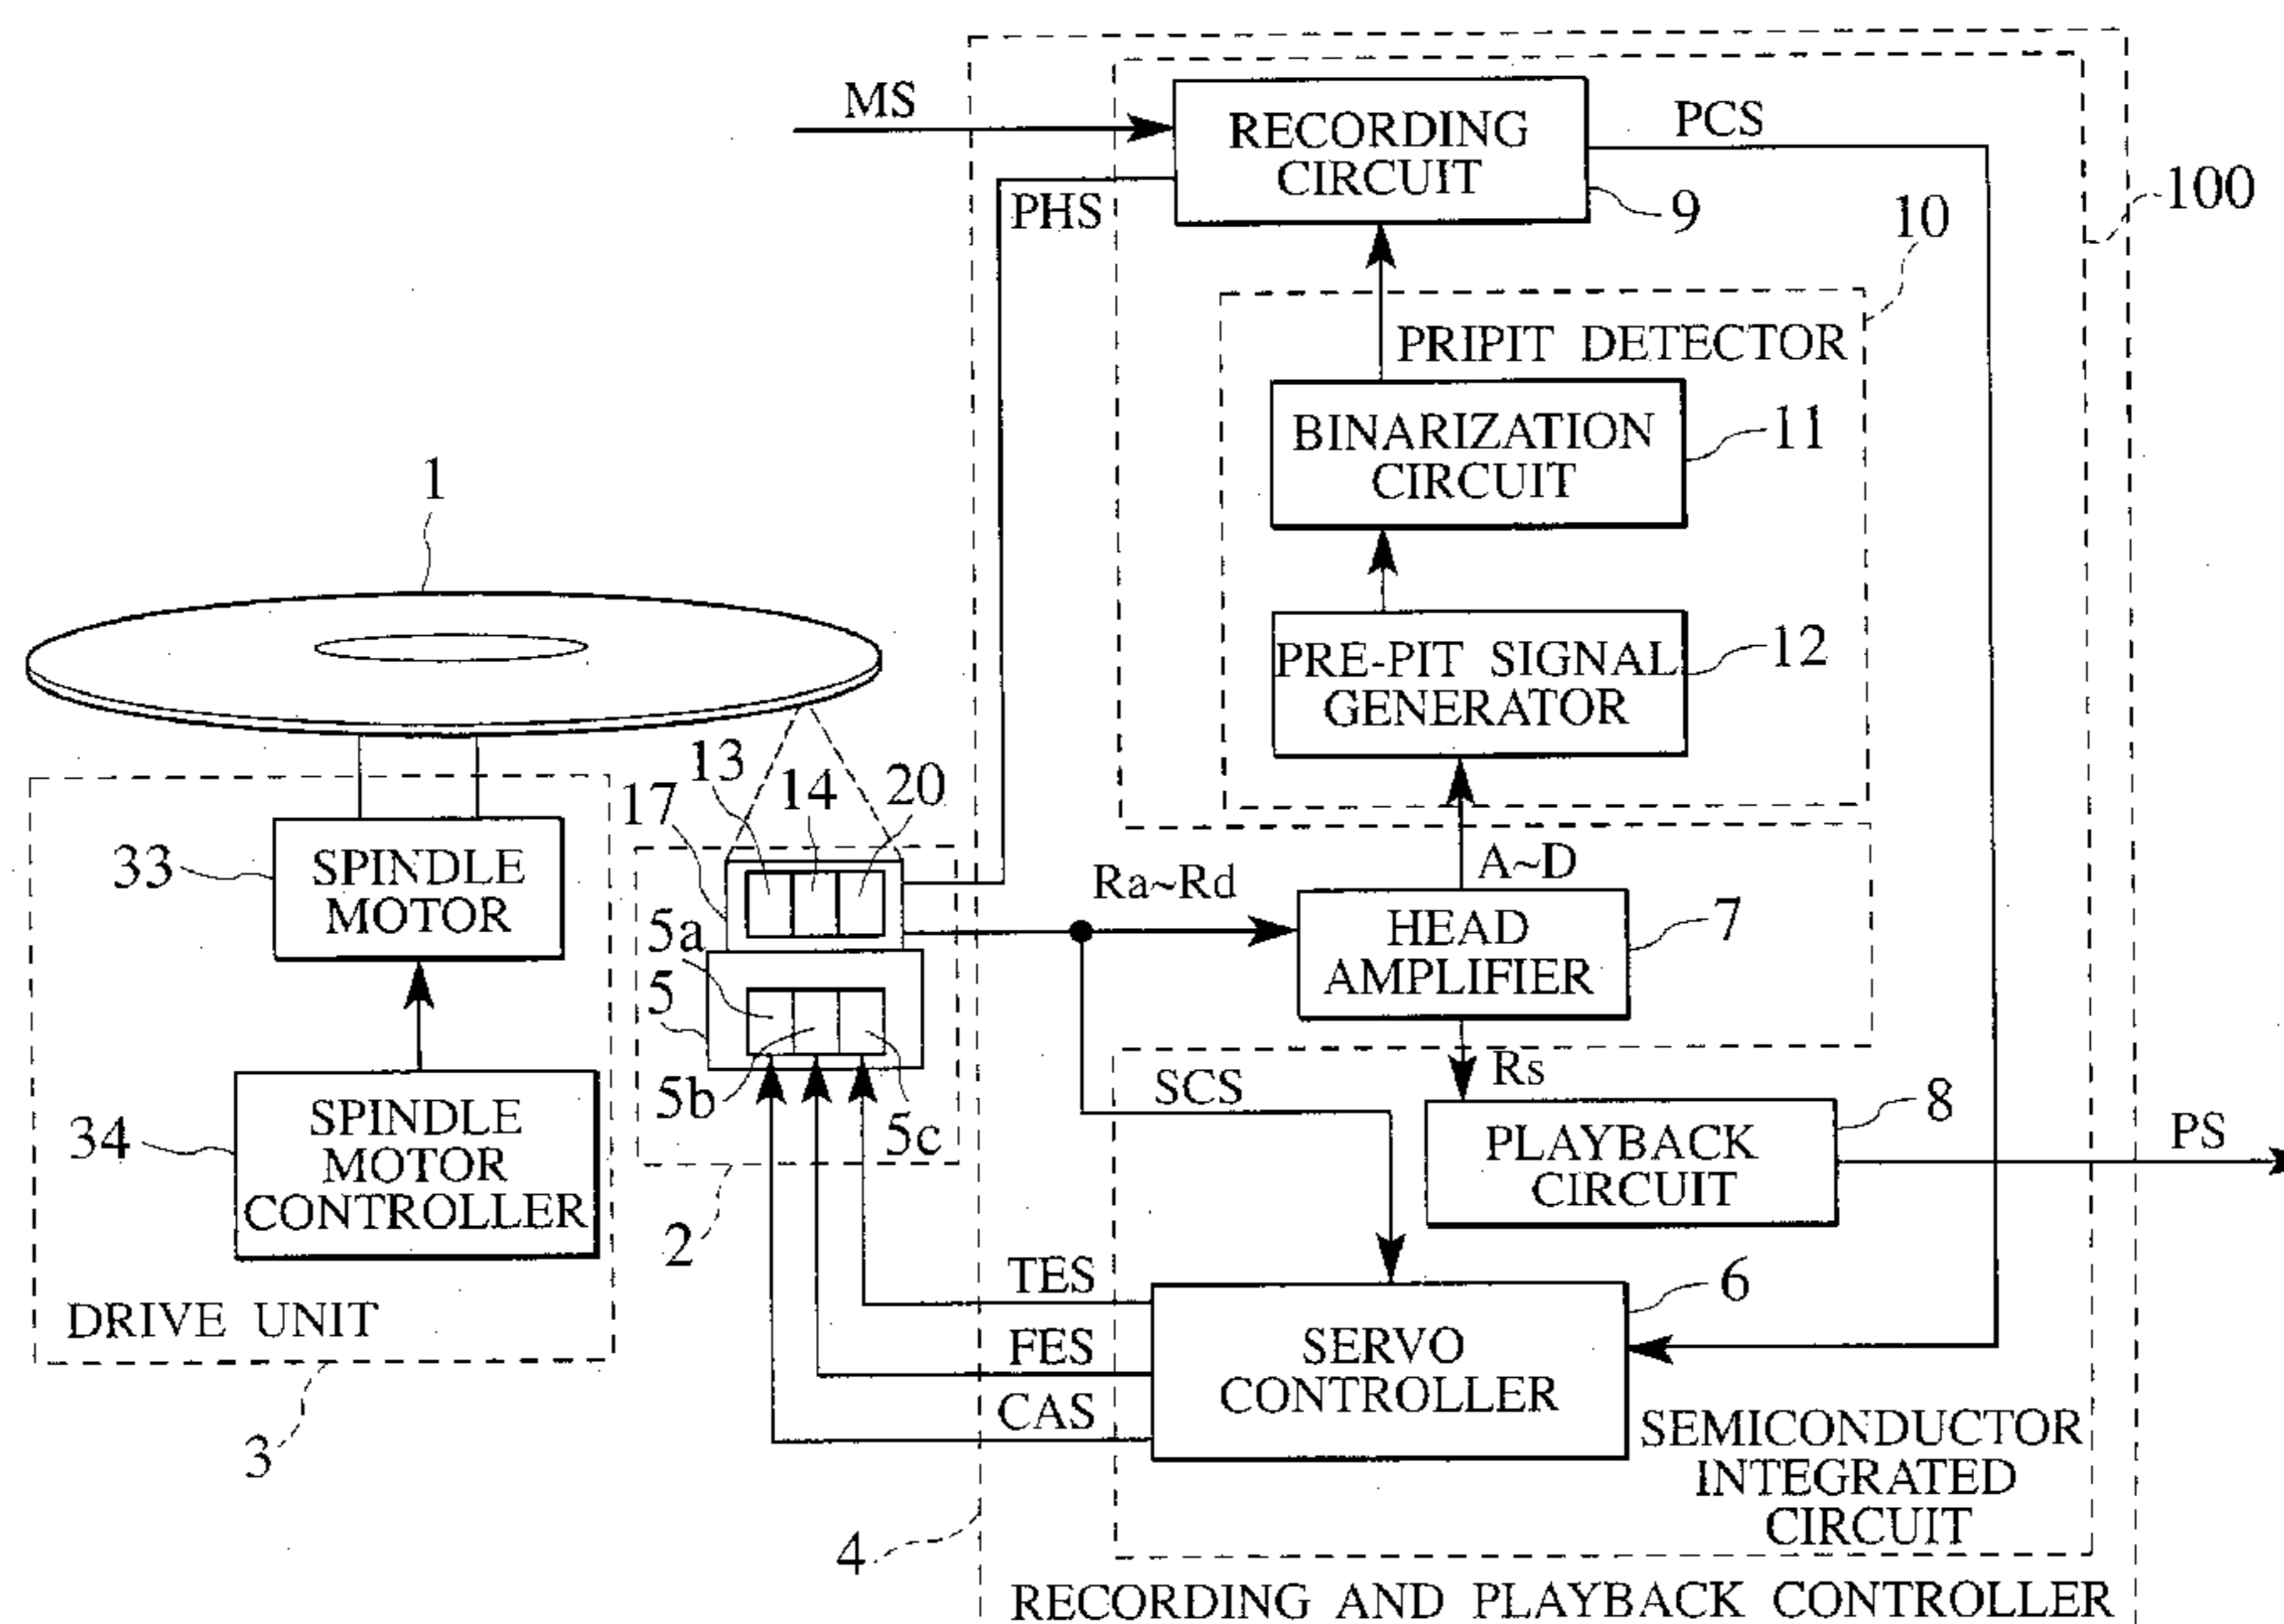 MS
RECORDING
CIRCUIT
PCS
PHS
9
10
100
PRIPIT DETECTOR
BINARIZATION
CIRCUIT
11
1
PRE-PIT SIGNAL
GENERATOR
12
13
14
20
17
33
SPINDLE
MOTOR
A~D
Ra~Rd
HEAD
AMPLIFIER
7
5a
5
5b
5c
SCS
Rs
8
PLAYBACK
CIRCUIT
PS
34
SPINDLE
MOTOR
CONTROLLER
2
TES
FES
CAS
6
SERVO
CONTROLLER
DRIVE UNIT
3
SEMICONDUCTOR
INTEGRATED
CIRCUIT
4
RECORDING AND PLAYBACK CONTROLLER